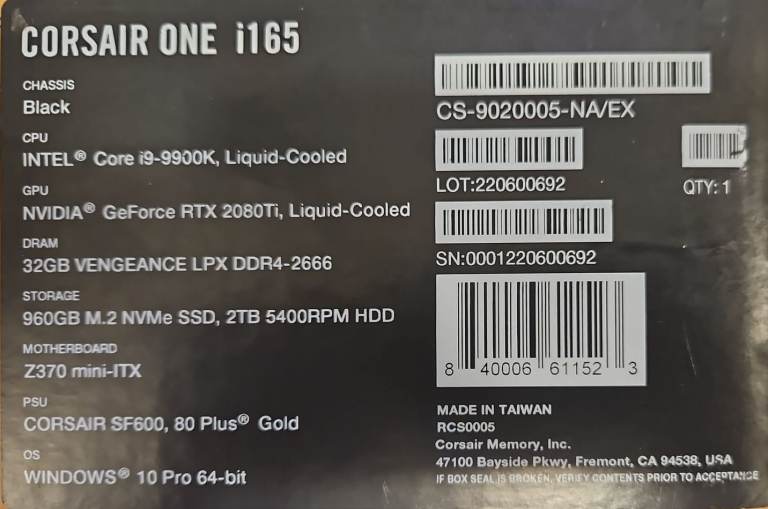 CORSAIR ONE i165
CHASSIS
Black
CPU
INTEL® Core i9-9900K, Liquid-Cooled
GPU
NVIDIA® GeForce RTX 2080Ti, Liquid-Cooled
DRAM
32GB VENGEANCE LPX DDR4-2666
STORAGE
960GB M.2 NVMe SSD, 2TB 5400RPM HDD
MOTHERBOARD
Z370 mini-ITX
PSU
CORSAIR SF600, 80 Plus® Gold
OS
WINDOWS® 10 Pro 64-bit
CS-9020005-NA/EX
LOT:220600692
QTY: 1
SN:0001220600692
8 40006 61152 3
MADE IN TAIWAN
RCS0005
Corsair Memory, Inc.
47100 Bayside Pkwy, Fremont, CA 94538, USA
IF BOX SEAL IS BROKEN, VERIFY CONTENTS PRIOR TO ACCEPTANCE